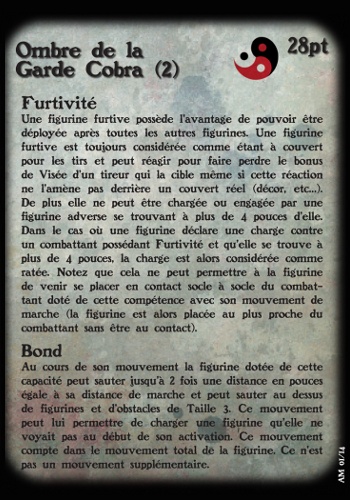 Ombre de la
Garde Cobra (2)
28pt
Furtivité
Une figurine furtive possède l'avantage de pouvoir être
déployée après toutes les autres figurines. Une figurine
furtive est toujours considérée comme étant à couvert
pour les tirs et peut réagir pour faire perdre le bonus
de Visée d'un tireur qui la cible même si cette réaction
ne l'amène pas derrière un couvert réel (décor, etc...).
De plus elle ne peut être chargée ou engagée par une
figurine adverse se trouvant à plus de 4 pouces d'elle.
Dans le cas où une figurine déclare une charge contre
un combattant possédant Furtivité et qu'elle se trouve à
plus de 4 pouces, la charge est alors considérée comme
ratée. Notez que cela ne peut permettre à la figurine
de venir se placer en contact socle à socle du combat-
tant doté de cette compétence avec son mouvement de
marche (la figurine est alors placée au plus proche du
combattant sans être au contact).
Bond
Au cours de son mouvement la figurine dotée de cette
capacité peut sauter jusqu'à 2 fois une distance en pouces
égale à sa distance de marche et peut sauter au dessus
de figurines et d'obstacles de Taille 3. Ce mouvement
peut lui permettre de charger une figurine qu'elle ne
voyait pas au début de son activation. Ce mouvement
compte dans le mouvement total de la figurine. Ce n'est
pas un mouvement supplémentaire.
AM 01/14